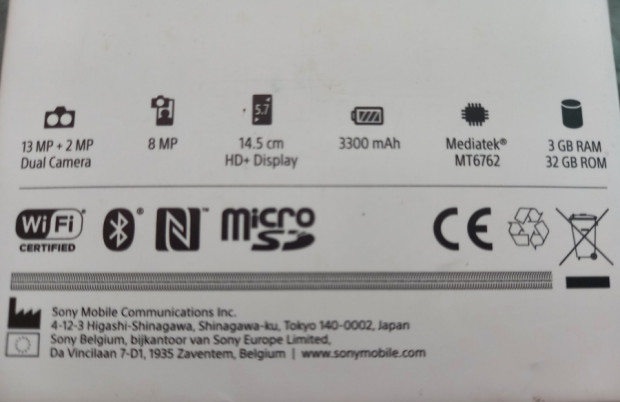 5.7
13 MP + 2 MP
Dual Camera
8 MP
14.5 cm
HD+ Display
3300 mAh
Mediatek®
MT6762
3 GB RAM
32 GB ROM
WiFi®
CERTIFIED
®
N™
micro
SD
CE
Sony Mobile Communications Inc.
4-12-3 Higashi-Shinagawa, Shinagawa-ku, Tokyo 140-0002, Japan
Sony Belgium, bijkantoor van Sony Europe Limited,
Da Vincilaan 7-D1, 1935 Zaventem, Belgium | www.sonymobile.com